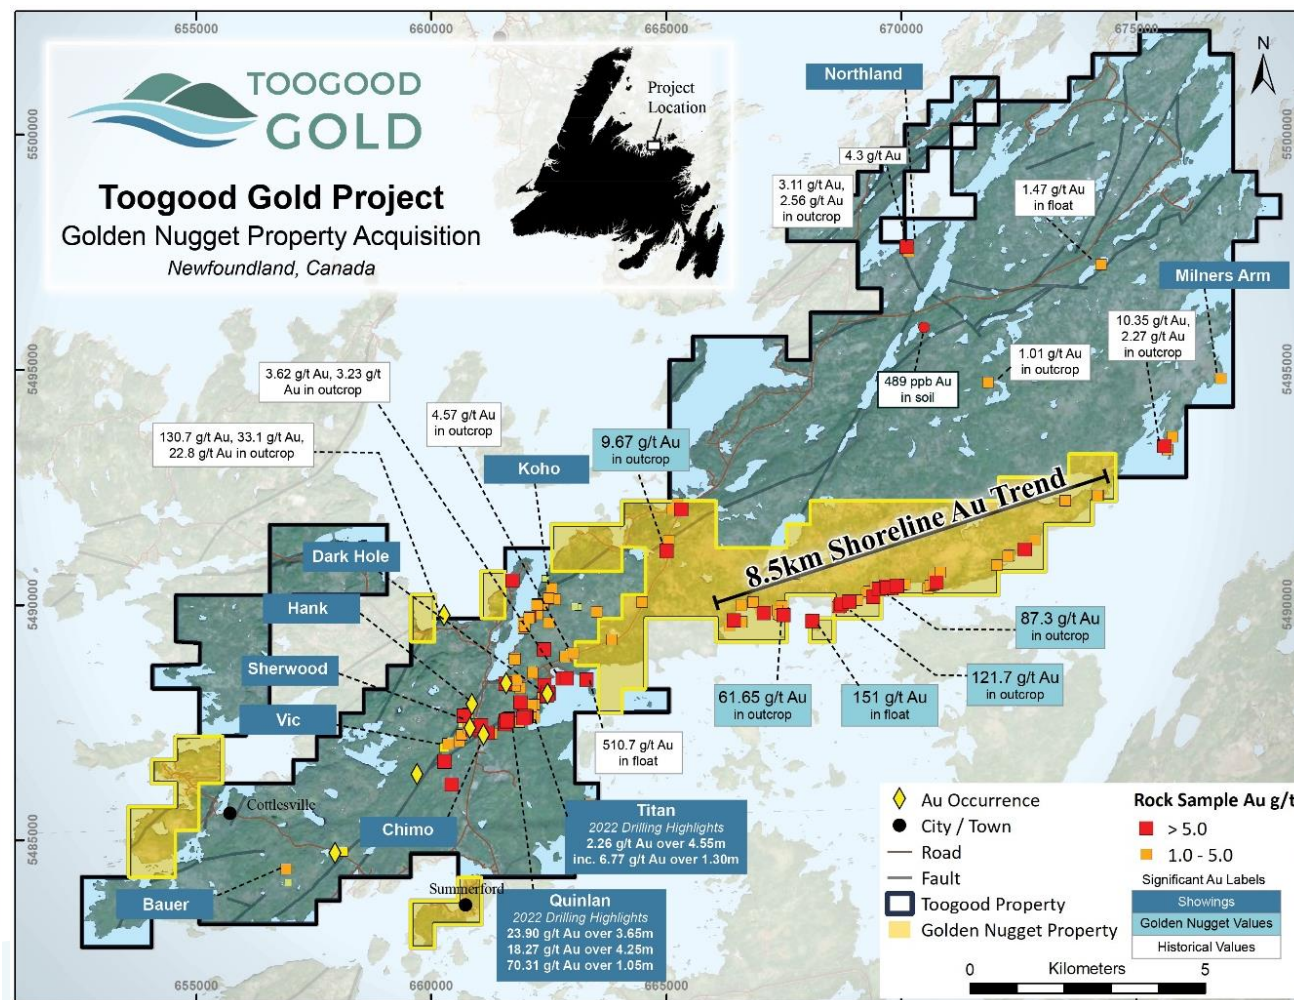 655000
660000
665000
670000
675000
TOOGOOD
GOLD
Toogood Gold Project
Golden Nugget Property Acquisition
Newfoundland, Canada
Project
Location
N
5500000
5500000
5495000
5495000
5490000
5490000
5485000
Northland
4.3 g/t Au
3.11 g/t Au,
2.56 g/t Au
in outcrop
1.47 g/t Au
in float
Milners Arm
10.35 g/t Au,
2.27 g/t Au
in outcrop
1.01 g/t Au
in outcrop
489 ppb Au
in soil
3.62 g/t Au, 3.23 g/t
Au in outcrop
4.57 g/t Au
in outcrop
130.7 g/t Au, 33.1 g/t Au,
22.8 g/t Au in outcrop
Koho
9.67 g/t Au
in outcrop
8.5km Shoreline Au Trend
Dark Hole
Hank
Sherwood
Vic
87.3 g/t Au
in outcrop
121.7 g/t Au
in outcrop
151 g/t Au
in float
61.65 g/t Au
in outcrop
510.7 g/t Au
in float
Cottlesville
Chimo
Titan
2022 Drilling Highlights
2.26 g/t Au over 4.55m
inc. 6.77 g/t Au over 1.30m
Bauer
Summerford
Quinlan
2022 Drilling Highlights
23.90 g/t Au over 3.65m
18.27 g/t Au over 4.25m
70.31 g/t Au over 1.05m
Au Occurrence
City / Town
Road
Fault
Toogood Property
Golden Nugget Property
Rock Sample Au g/t
> 5.0
1.0 - 5.0
Significant Au Labels
Showings
Golden Nugget Values
Historical Values
0 Kilometers 5
655000
660000
665000
670000
675000